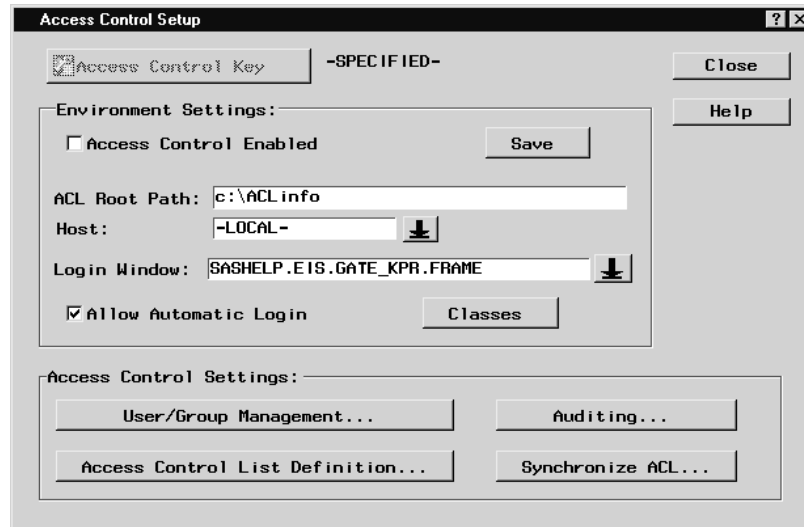 Access Control Setup
Access Control Key
-SPECIFIED-
Close
Help
Environment Settings:
Access Control Enabled
Save
ACL Root Path: c:\ACLinfo
Host: -LOCAL-
Login Window: SASHELP.EIS.GATE_KPR.FRAME
Allow Automatic Login
Classes
Access Control Settings:
User/Group Management...
Auditing...
Access Control List Definition...
Synchronize ACL...